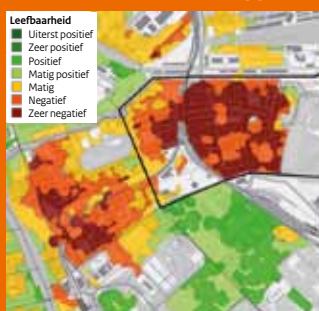 Leefbaarheid
Uiterst positief
Zeer positief
Positief
Matig positief
Matig
Negatief
Zeer negatief